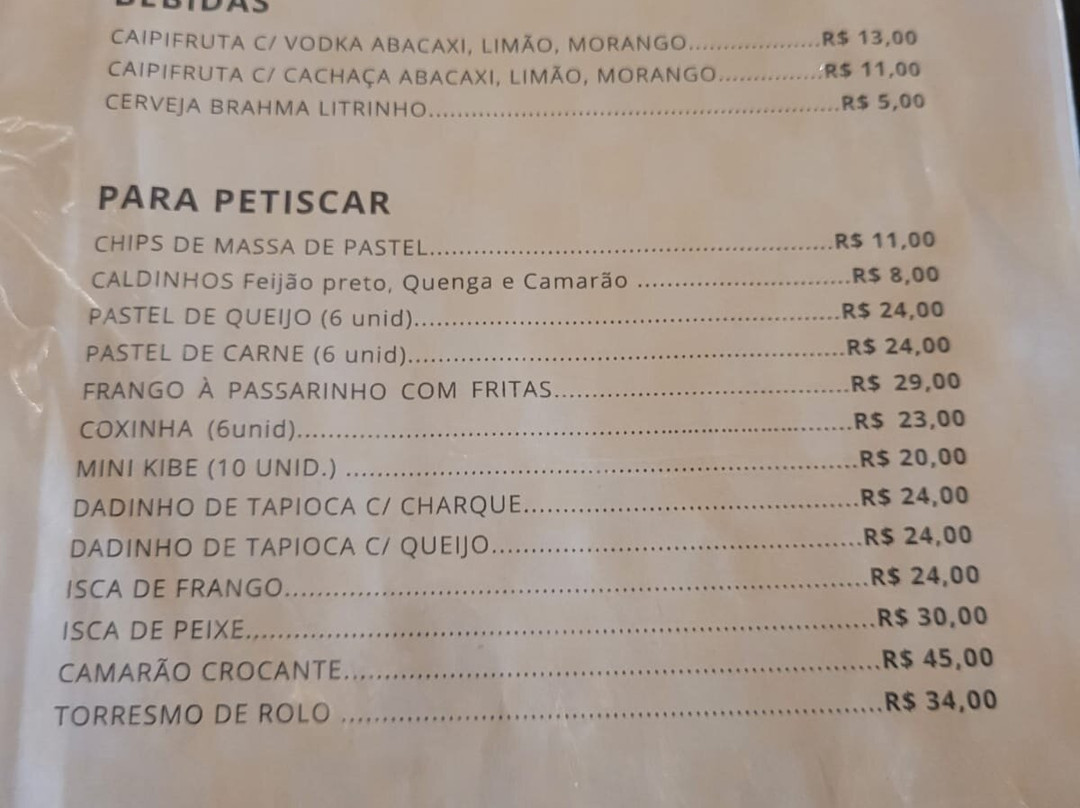 BEBIDAS
CAIPIFRUTA C/ VODKA ABACAXI, LIMÃO, MORANGO....................R$ 13,00
CAIPIFRUTA C/ CACHAÇA ABACAXI, LIMÃO, MORANGO................R$ 11,00
CERVEJA BRAHMA LITRINHO................................................................R$ 5,00
PARA PETISCAR
CHIPS DE MASSA DE PASTEL..............................................................R$ 11,00
CALDINHOS Feijão preto, Quenga e Camarão ................................R$ 8,00
PASTEL DE QUEIJO (6 unid)................................................................R$ 24,00
PASTEL DE CARNE (6 unid)................................................................R$ 24,00
FRANGO À PASSARINHO COM FRITAS............................................R$ 29,00
COXINHA (6unid)................................................................................R$ 23,00
MINI KIBE (10 UNID.) ..........................................................................R$ 20,00
DADINHO DE TAPIOCA C/ CHARQUE................................................R$ 24,00
DADINHO DE TAPIOCA C/ QUEIJO.....................................................R$ 24,00
ISCA DE FRANGO.................................................................................R$ 24,00
ISCA DE PEIXE.......................................................................................R$ 30,00
CAMARÃO CROCANTE.........................................................................R$ 45,00
TORRESMO DE ROLO ..........................................................................R$ 34,00